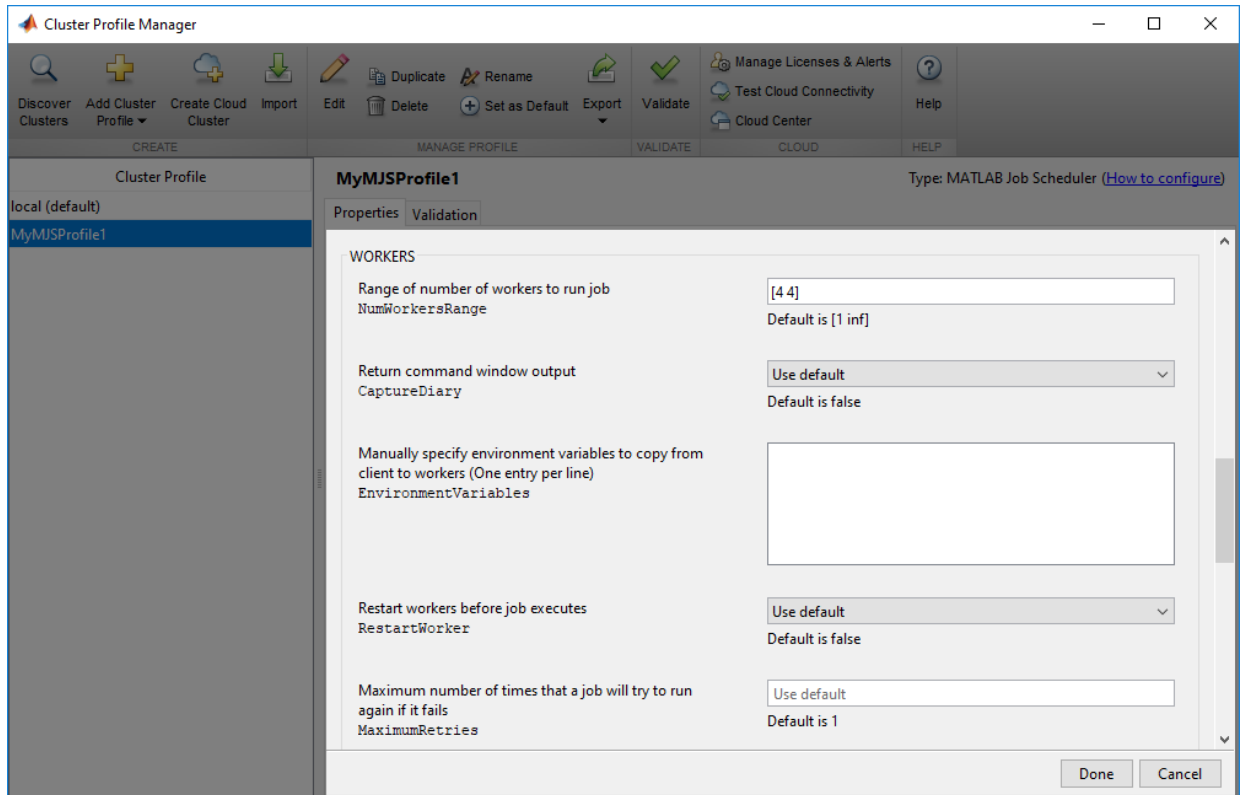 Cluster Profile Manager
Discover Clusters
Add Cluster Profile
Create Cloud Cluster
Import
CREATE
Edit
Duplicate
Delete
Rename
Set as Default
Export
MANAGE PROFILE
Validate
VALIDATE
Manage Licenses & Alerts
Test Cloud Connectivity
Cloud Center
CLOUD
Help
HELP
Cluster Profile
local (default)
MyMJSProfile1
MyMJSProfile1
Type: MATLAB Job Scheduler (How to configure)
Properties
Validation
WORKERS
Range of number of workers to run job
NumWorkersRange
[4 4]
Default is [1 inf]
Return command window output
CaptureDiary
Use default
Default is false
Manually specify environment variables to copy from
client to workers (One entry per line)
EnvironmentVariables
Restart workers before job executes
RestartWorker
Use default
Default is false
Maximum number of times that a job will try to run
again if it fails
MaximumRetries
Use default
Default is 1
Done
Cancel